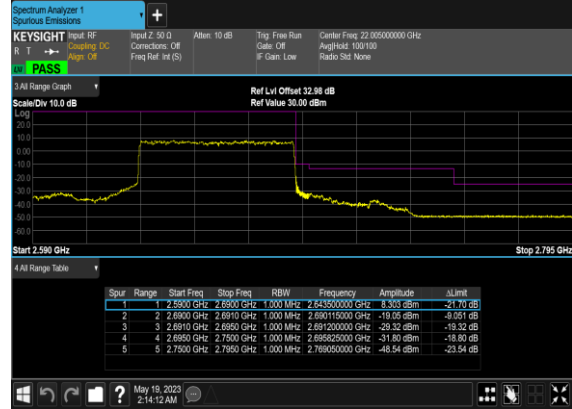 Spectrum Analyzer 1
Spurious Emissions
+
KEYSIGHT Input: RF Input Z: 50 Ω Atten: 10 dB Trig: Free Run Center Freq: 22.005000000 GHz
R T Coupling: DC Corrections: Off Gate: Off Avg|Hold: 100/100
Align: Off Freq Ref: Int (S) IF Gain: Low Radio Std: None
PASS
3 All Range Graph
Ref Lvl Offset 32.98 dB
Scale/Div 10.0 dB Ref Value 30.00 dBm
Log
20.0
10.0
0.00
-10.0
-20.0
-30.0
-40.0
-50.0
-60.0
Start 2.590 GHz Stop 2.795 GHz
4 All Range Table
Spur Range Start Freq Stop Freq RBW Frequency Amplitude ΔLimit
1 1 2.5900 GHz 2.6900 GHz 1.000 MHz 2.643500000 GHz 8.303 dBm -21.70 dB
2 2 2.6900 GHz 2.6910 GHz 1.000 MHz 2.690115000 GHz -19.05 dBm -9.051 dB
3 3 2.6910 GHz 2.6950 GHz 1.000 MHz 2.691200000 GHz -29.32 dBm -19.32 dB
4 4 2.6950 GHz 2.7500 GHz 1.000 MHz 2.695825000 GHz -31.80 dBm -18.80 dB
5 5 2.7500 GHz 2.7950 GHz 1.000 MHz 2.769050000 GHz -48.54 dBm -23.54 dB
? May 19, 2023
2:14:12 AM